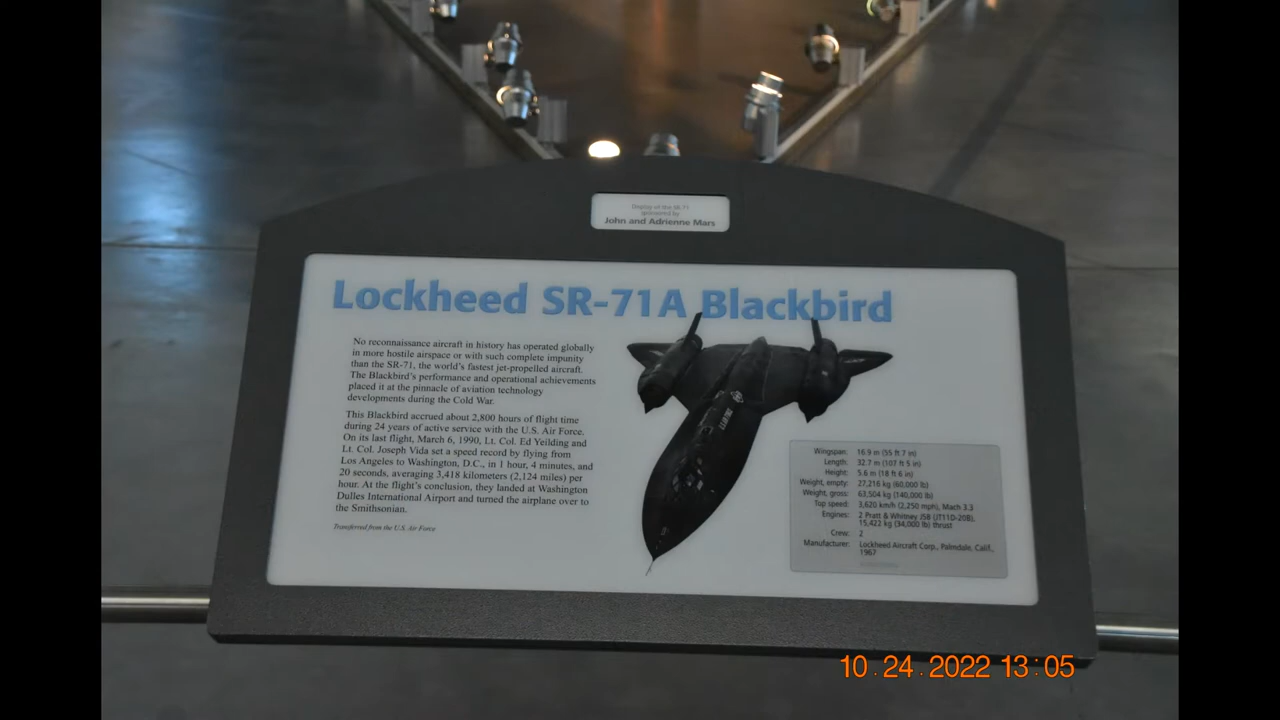 Display of the SR-71
sponsored by
John and Adrienne Mars
Lockheed SR-71A Blackbird
No reconnaissance aircraft in history has operated globally
in more hostile airspace or with such complete impunity
than the SR-71, the world's fastest jet-propelled aircraft.
The Blackbird's performance and operational achievements
placed it at the pinnacle of aviation technology
developments during the Cold War.
This Blackbird accrued about 2,800 hours of flight time
during 24 years of active service with the U.S. Air Force.
On its last flight, March 6, 1990, Lt. Col. Ed Yeilding and
Lt. Col. Joseph Vida set a speed record by flying from
Los Angeles to Washington, D.C., in 1 hour, 4 minutes, and
20 seconds, averaging 3,418 kilometers (2,124 miles) per
hour. At the flight's conclusion, they landed at Washington
Dulles International Airport and turned the airplane over to
the Smithsonian.
Transferred from the U.S. Air Force
Wingspan: 16.9 m (55 ft 7 in)
Length: 32.7 m (107 ft 5 in)
Height: 5.6 m (18 ft 6 in)
Weight, empty: 27,216 kg (60,000 lb)
Weight, gross: 63,504 kg (140,000 lb)
Top speed: 3,620 km/h (2,250 mph), Mach 3.3
Engines: 2 Pratt & Whitney J58 (JT11D-20B),
15,422 kg (34,000 lb) thrust
Crew: 2
Manufacturer: Lockheed Aircraft Corp., Palmdale, Calif.,
1967
10.24.2022 13:05